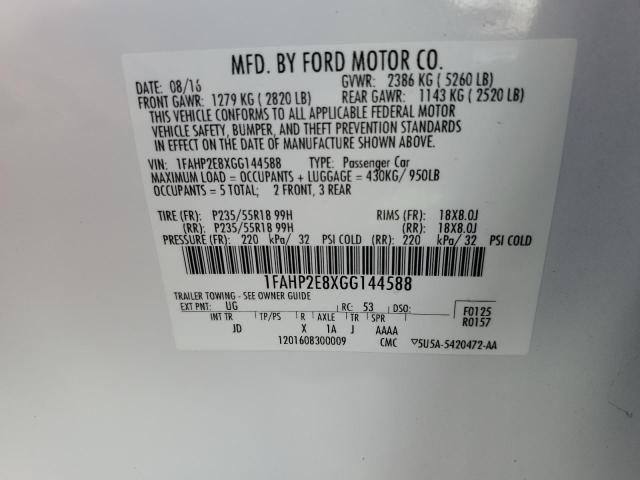 MFD. BY FORD MOTOR CO.
DATE: 08/16 GVWR: 2386 KG ( 5260 LB)
FRONT GAWR: 1279 KG ( 2820 LB) REAR GAWR: 1143 KG ( 2520 LB)
THIS VEHICLE CONFORMS TO ALL APPLICABLE FEDERAL MOTOR
VEHICLE SAFETY, BUMPER, AND THEFT PREVENTION STANDARDS
IN EFFECT ON THE DATE OF MANUFACTURE SHOWN ABOVE.
VIN: 1FAHP2E8XGG144588 TYPE: Passenger Car
MAXIMUM LOAD = OCCUPANTS + LUGGAGE = 430KG/ 950LB
OCCUPANTS = 5 TOTAL; 2 FRONT, 3 REAR
TIRE (FR): P235/55R18 99H RIMS (FR): 18X8.0J
(RR): P235/55R18 99H (RR): 18X8.0J
PRESSURE (FR): 220 kPa/ 32 PSI COLD (RR): 220 kPa/ 32 PSI COLD
1FAHP2E8XGG144588
TRAILER TOWING - SEE OWNER GUIDE
EXT PNT: UG RC: 53 DSO: F0125
INT TR TP/PS R AXLE TR SPR R0157
JD X 1A J AAAA
1201608300009 CMC ▽5U5A-5420472-AA